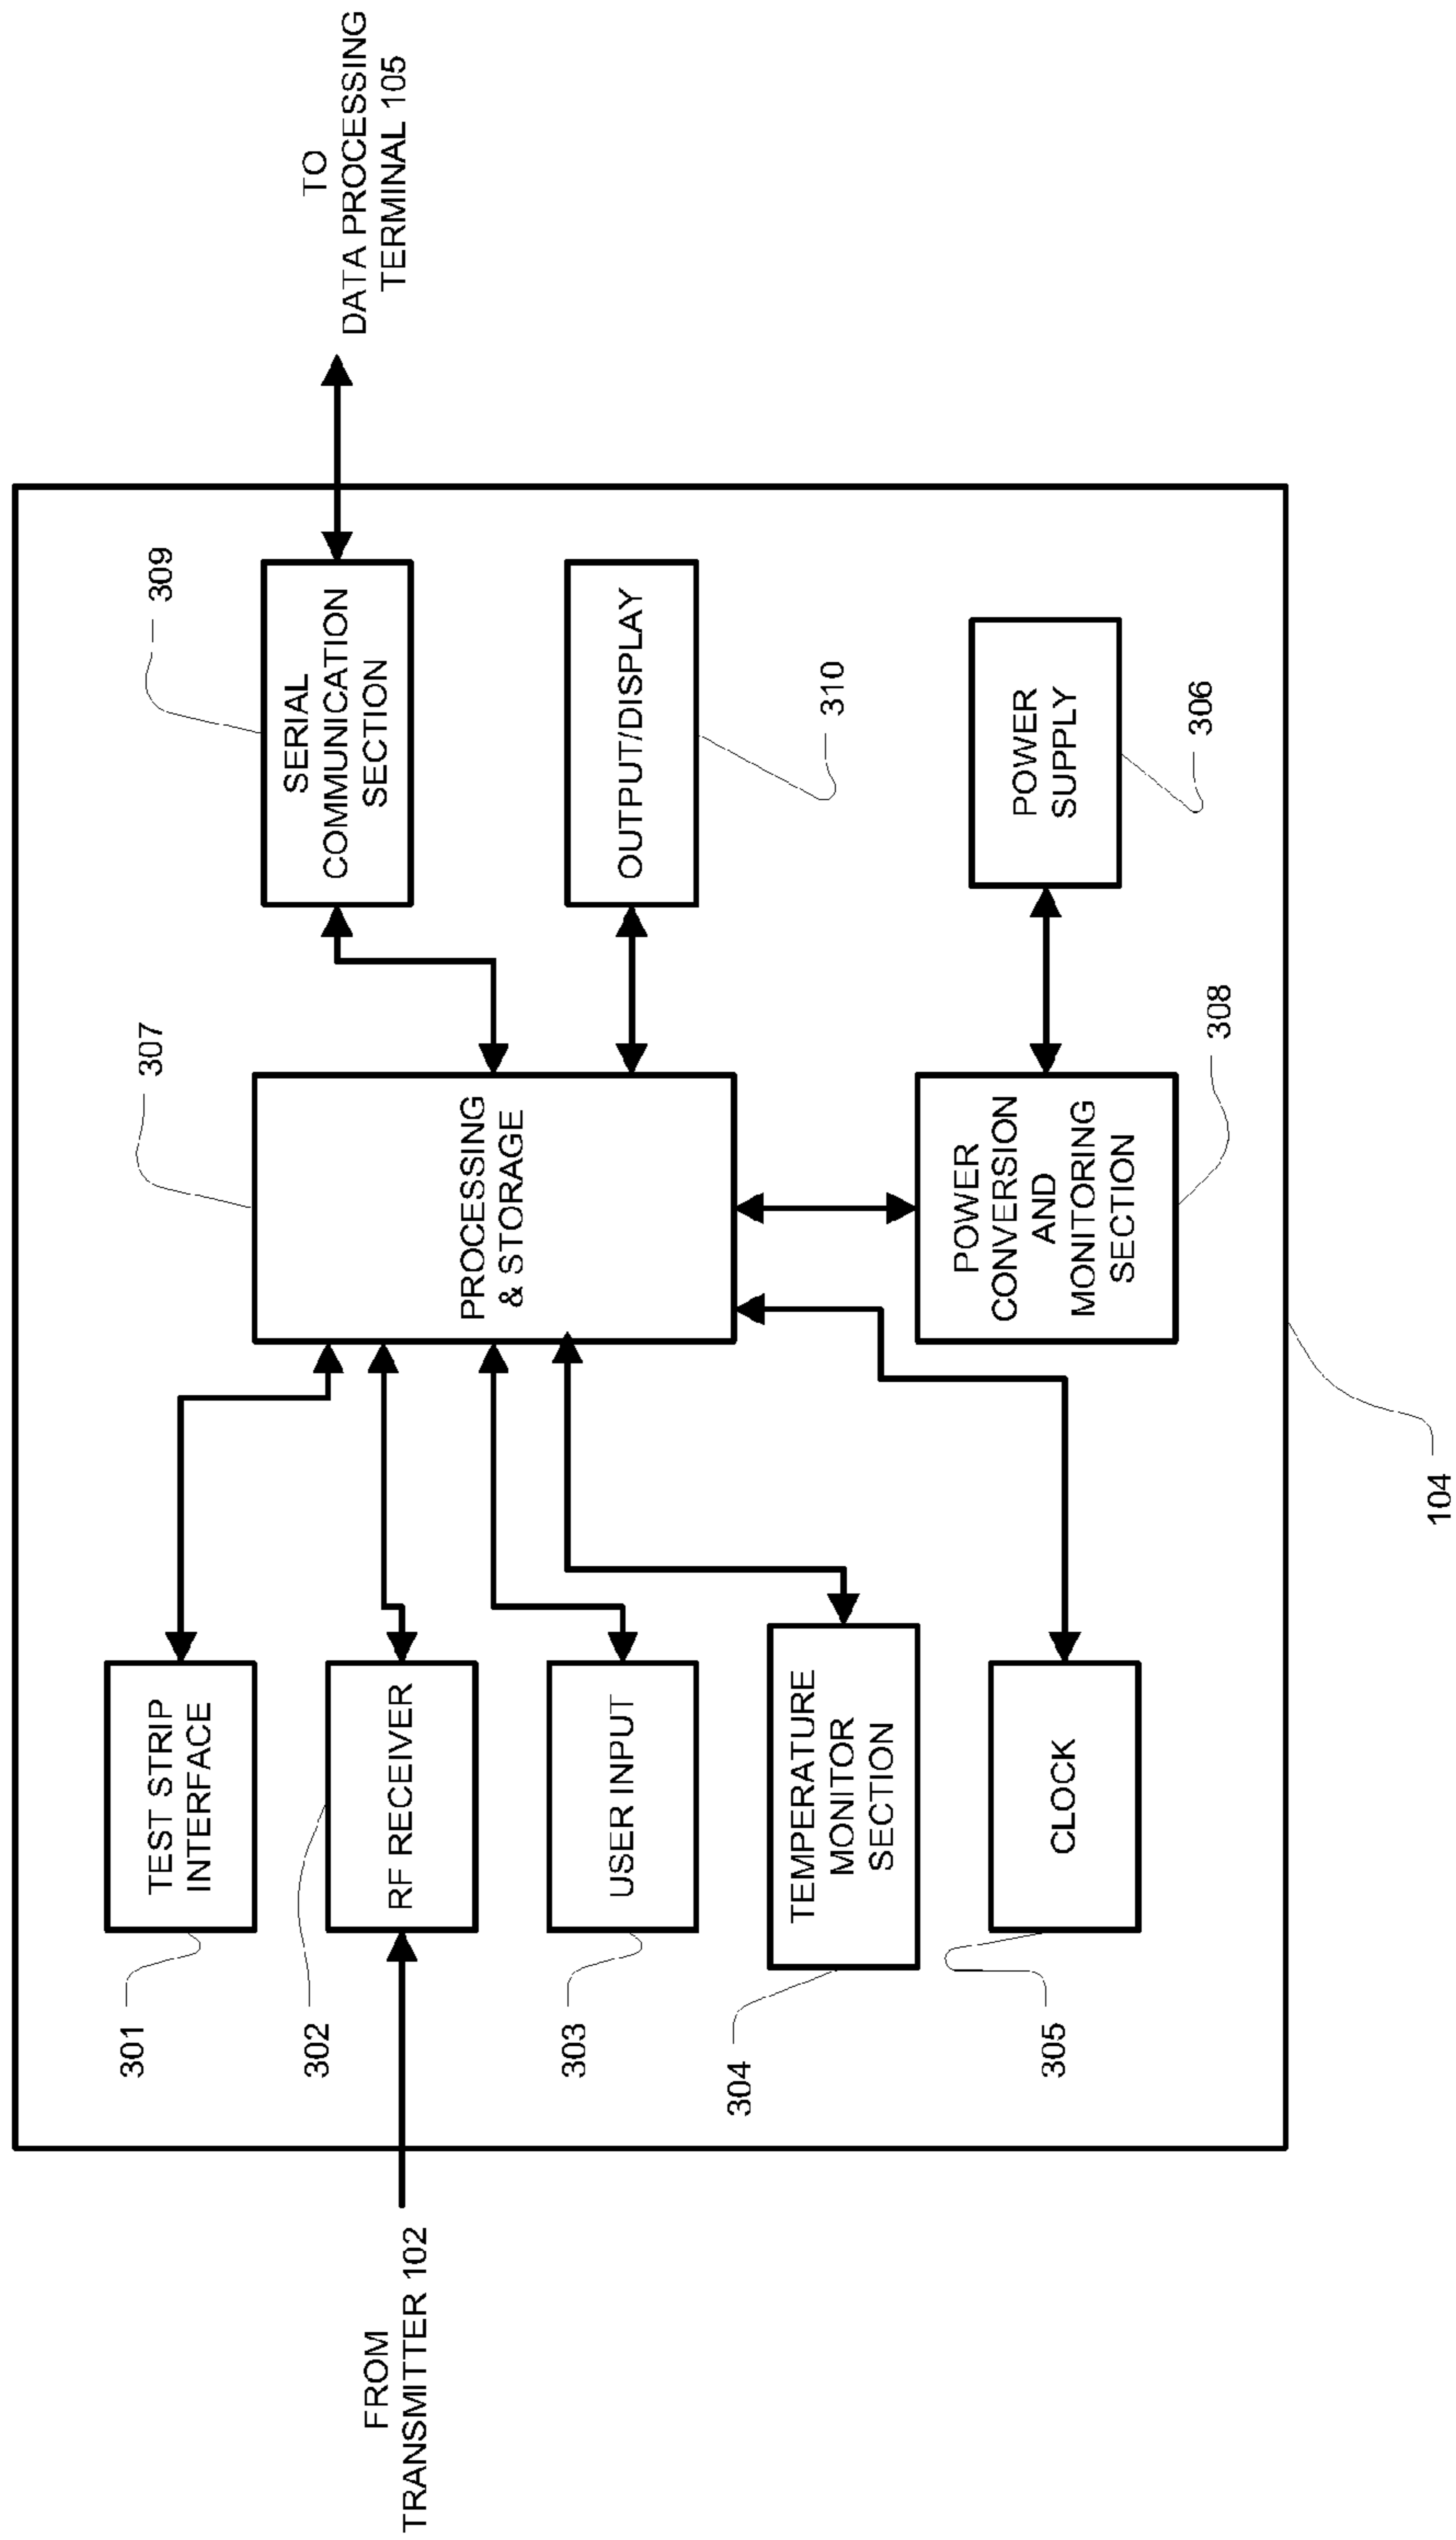 FROM
TRANSMITTER 102
301
TEST STRIP
INTERFACE
302
RF RECEIVER
303
USER INPUT
304
TEMPERATURE
MONITOR
SECTION
305
CLOCK
307
PROCESSING
& STORAGE
POWER
CONVERSION
AND
MONITORING
SECTION
308
309
SERIAL
COMMUNICATION
SECTION
OUTPUT/DISPLAY
310
POWER
SUPPLY
306
TO
DATA PROCESSING
TERMINAL 105
104